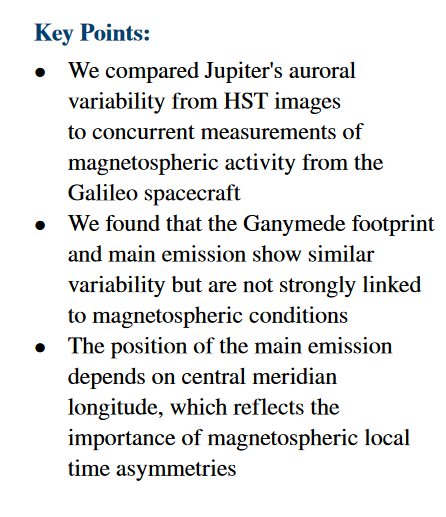 Key Points:
• We compared Jupiter's auroral
variability from HST images
to concurrent measurements of
magnetospheric activity from the
Galileo spacecraft
• We found that the Ganymede footprint
and main emission show similar
variability but are not strongly linked
to magnetospheric conditions
• The position of the main emission
depends on central meridian
longitude, which reflects the
importance of magnetospheric local
time asymmetries